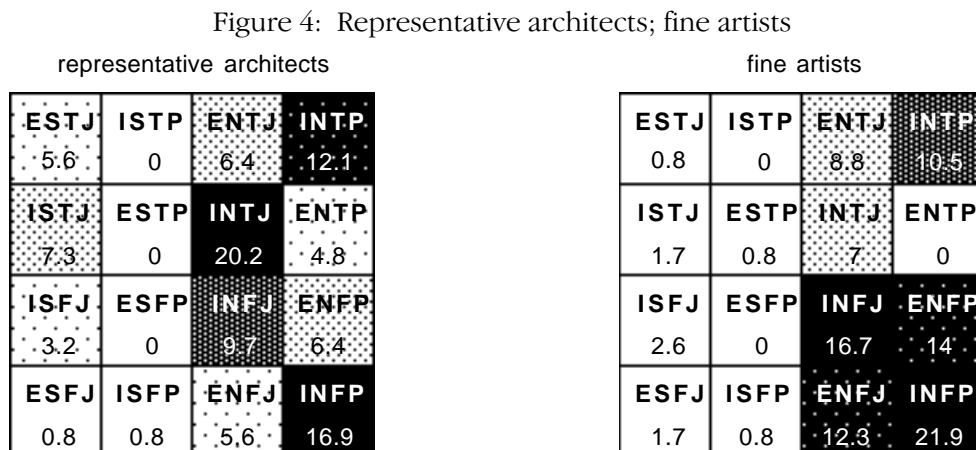 Figure 4: Representative architects; fine artists
representative architects
ESTJ ISTP ENTJ INTP
5.6 0 6.4 12.1
ISTJ ESTP INTJ ENTP
7.3 0 20.2 4.8
ISFJ ESFP INFJ ENFP
3.2 0 9.7 6.4
ESFJ ISFP ENFJ INFP
0.8 0.8 5.6 16.9
fine artists
ESTJ ISTP ENTJ INTP
0.8 0 8.8 10.5
ISTJ ESTP INTJ ENTP
1.7 0.8 7 0
ISFJ ESFP INFJ ENFP
2.6 0 16.7 14
ESFJ ISFP ENFJ INFP
1.7 0.8 12.3 21.9